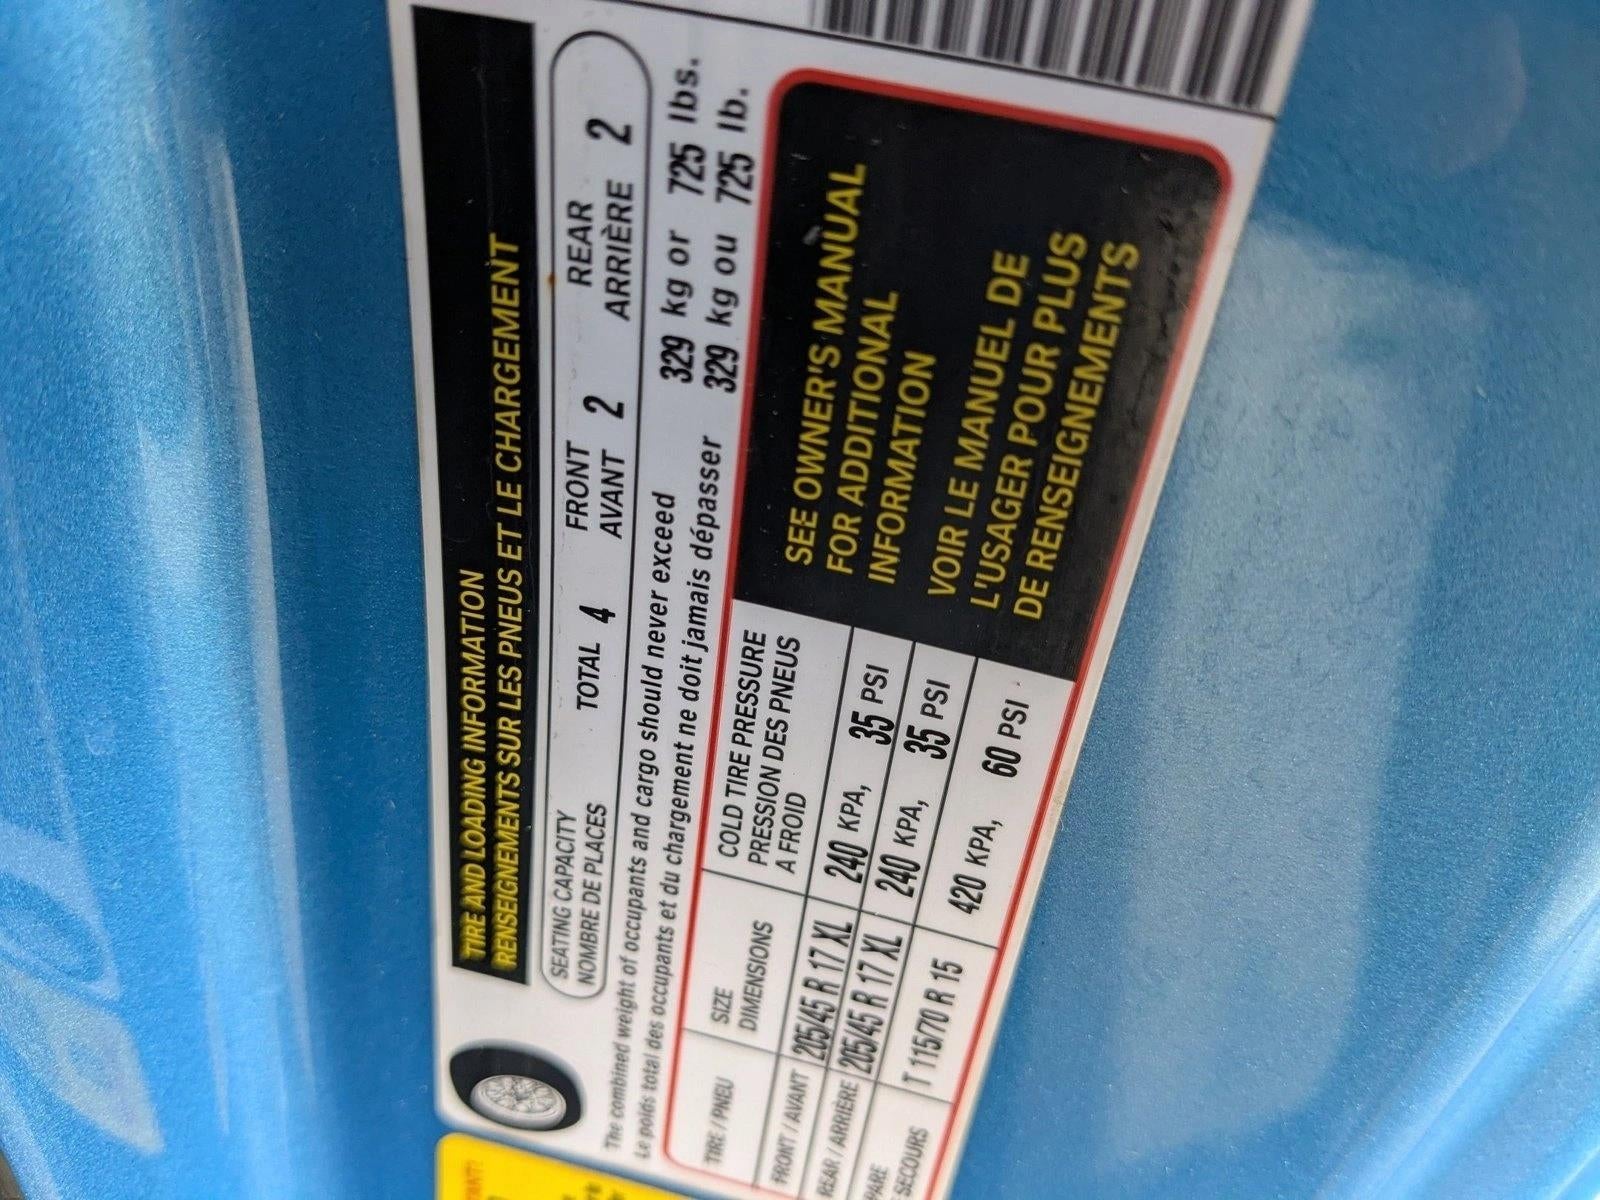 TIRE AND LOADING INFORMATION
RENSEIGNEMENTS SUR LES PNEUS ET LE CHARGEMENT
SEATING CAPACITY TOTAL 4 FRONT 2 REAR 2
NOMBRE DE PLACES AVANT ARRIÈRE
The combined weight of occupants and cargo should never exceed 329 kg or 725 lbs.
Le poids total des occupants et du chargement ne doit jamais dépasser 329 kg ou 725 lb.
TIRE / PNEU
SIZE
DIMENSIONS
COLD TIRE PRESSURE
PRESSION DES PNEUS
A FROID
FRONT / AVANT 205/45 R 17 XL 240 KPA, 35 PSI
REAR / ARRIÈRE 205/45 R 17 XL 240 KPA, 35 PSI
SECOURS T 115/70 R 15 420 KPA, 60 PSI
SEE OWNER'S MANUAL
FOR ADDITIONAL
INFORMATION
VOIR LE MANUEL DE
L'USAGER POUR PLUS
DE RENSEIGNEMENTS